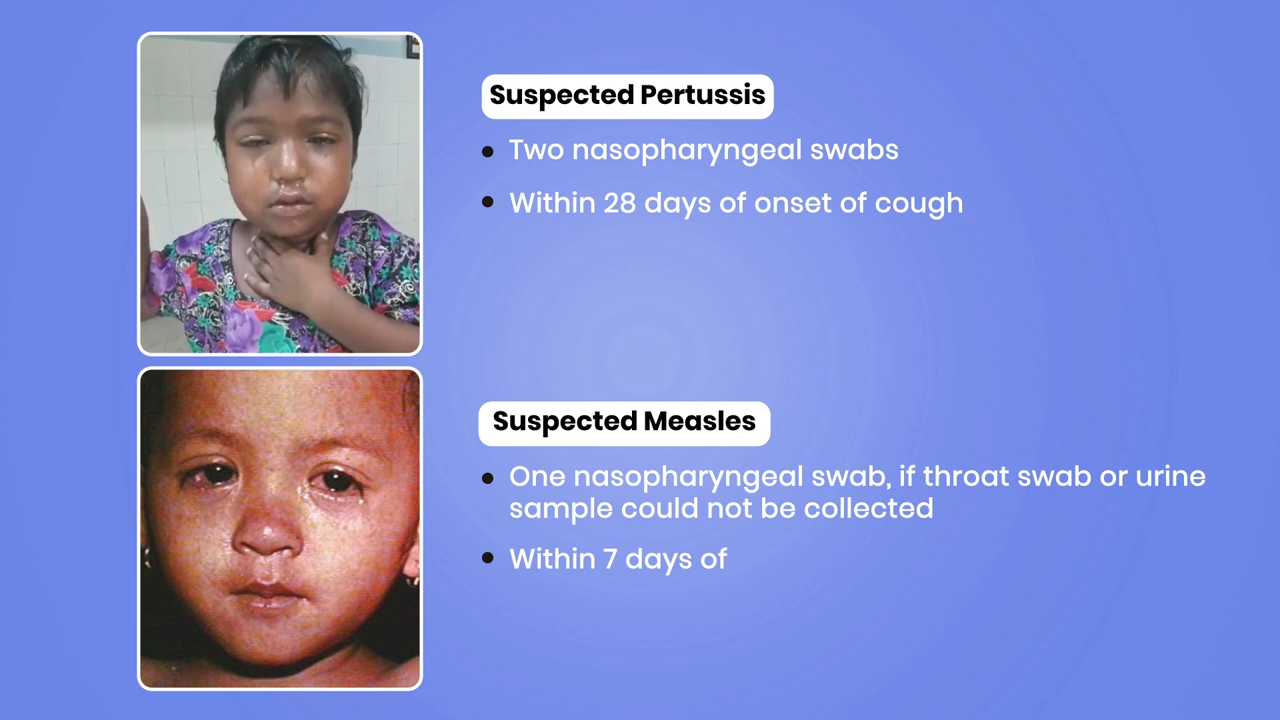 Suspected Pertussis
Two nasopharyngeal swabs
Within 28 days of onset of cough
Suspected Measles
One nasopharyngeal swab, if throat swab or urine
sample could not be collected
Within 7 days of